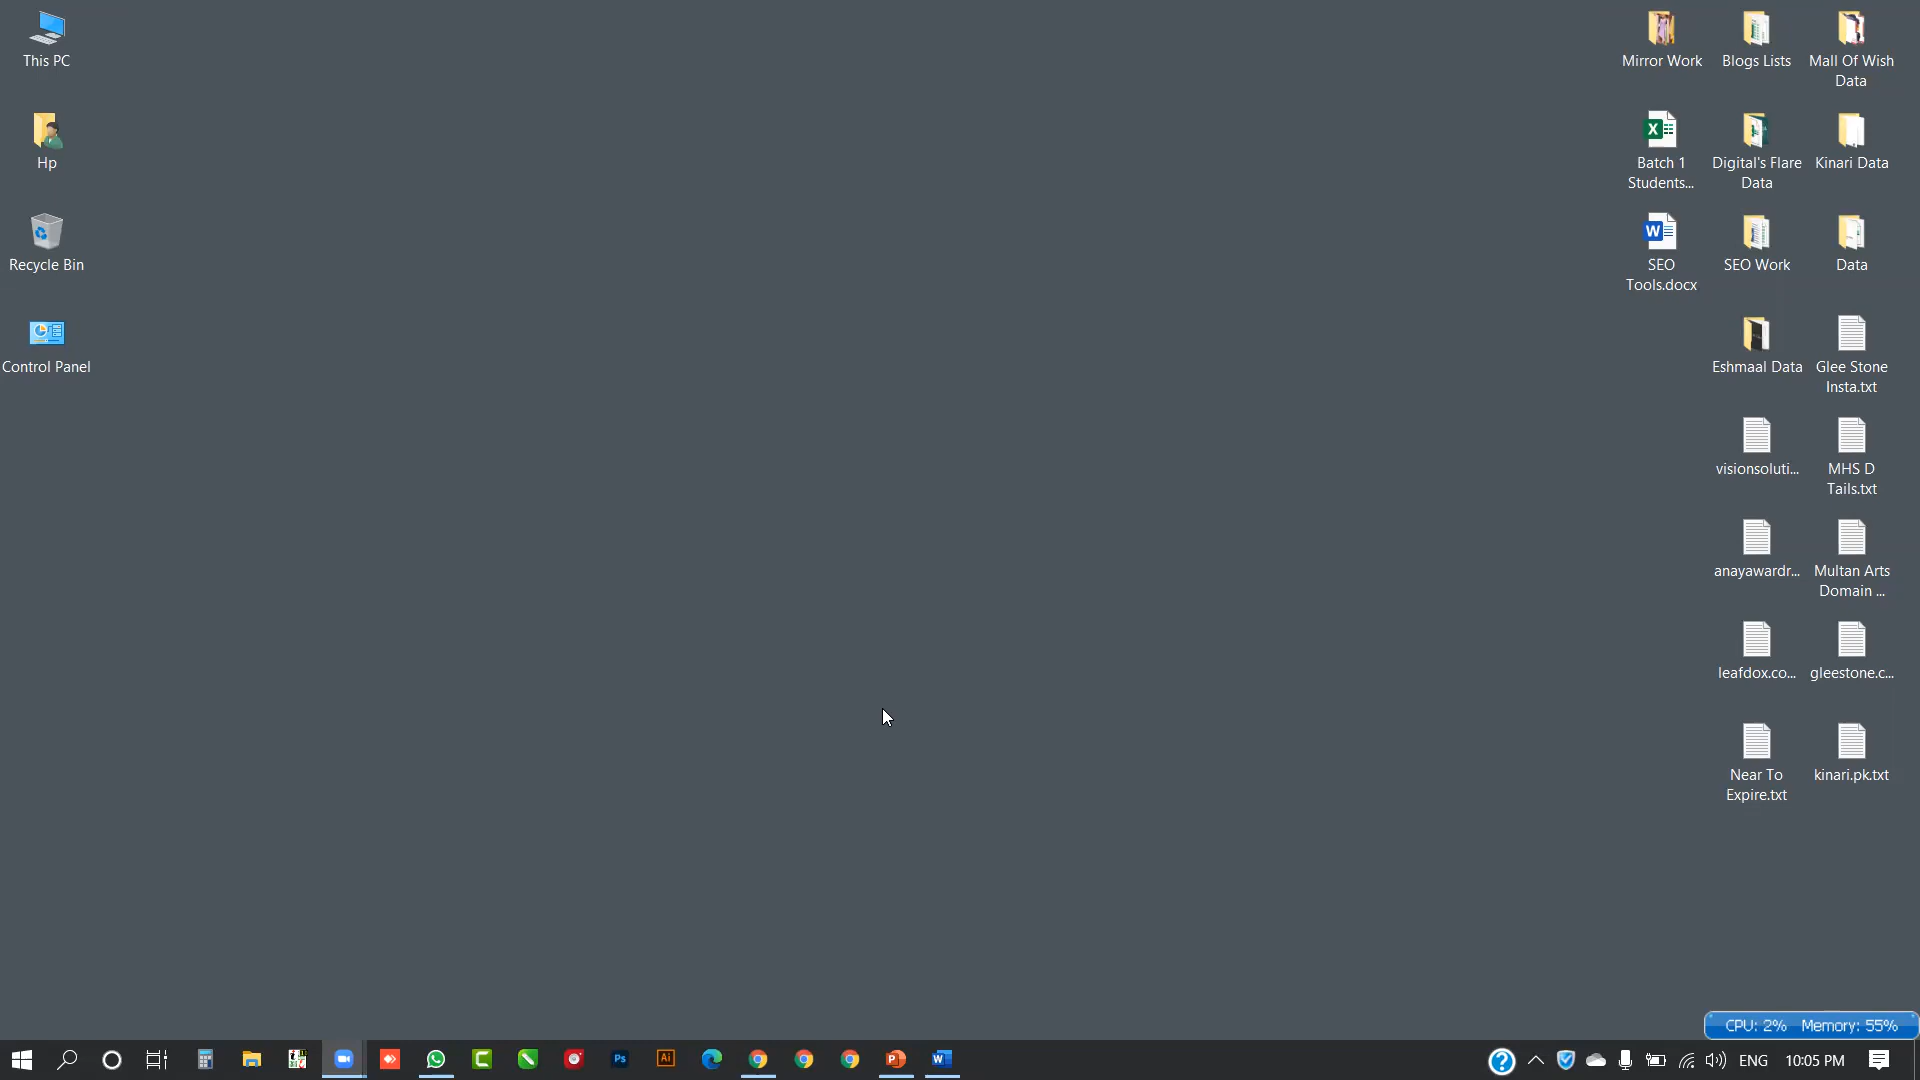 This PC
Hp
Recycle Bin
Control Panel
Mirror Work
Blogs Lists
Mall Of Wish
Data
Batch 1
Students...
Digital's Flare
Data
Kinari Data
SEO
Tools.docx
SEO Work
Data
Eshmaal Data
Glee Stone
Insta.txt
visionsoluti...
MHS D
Tails.txt
anayawardr...
Multan Arts
Domain ...
leafdox.co...
gleestone.c...
Near To
Expire.txt
kinari.pk.txt
CPU: 2% Memory: 55%
ENG
10:05 PM